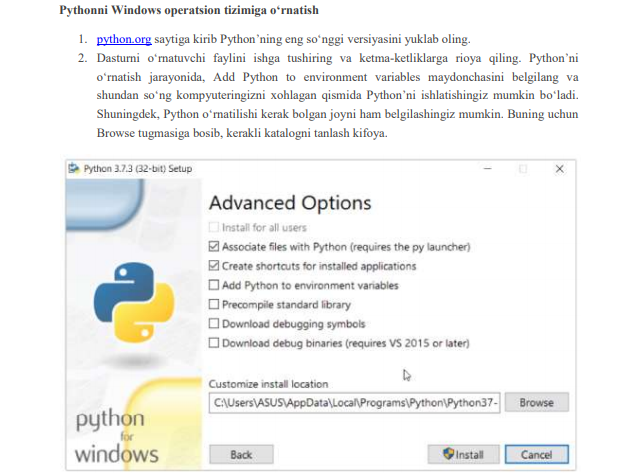 Pythonni Windows operatsion tizimiga o‘rnatish
1. python.org saytiga kirib Python’ning eng so‘nggi versiyasini yuklab oling.
2. Dasturni o‘rnatuvchi faylini ishga tushiring va ketma-ketliklarga rioya qiling. Python’ni
o‘rnatish jarayonida, Add Python to environment variables maydonchasini belgilang va
shundan so‘ng kompyuteringizni xohlagan qismida Python’ni ishlatishingiz mumkin bo‘ladi.
Shuningdek, Python o‘rnatilishi kerak bolgan joyni ham belgilashingiz mumkin. Buning uchun
Browse tugmasiga bosib, kerakli katalogni tanlash kifoya.
Python 3.7.3 (32-bit) Setup
Advanced Options
Install for all users
Associate files with Python (requires the py launcher)
Create shortcuts for installed applications
Add Python to environment variables
Precompile standard library
Download debugging symbols
Download debug binaries (requires VS 2015 or later)
Customize install location
C:\Users\ASUS\AppData\Local\Programs\Python\Python37-
Browse
python
for
windows
Back
Install
Cancel